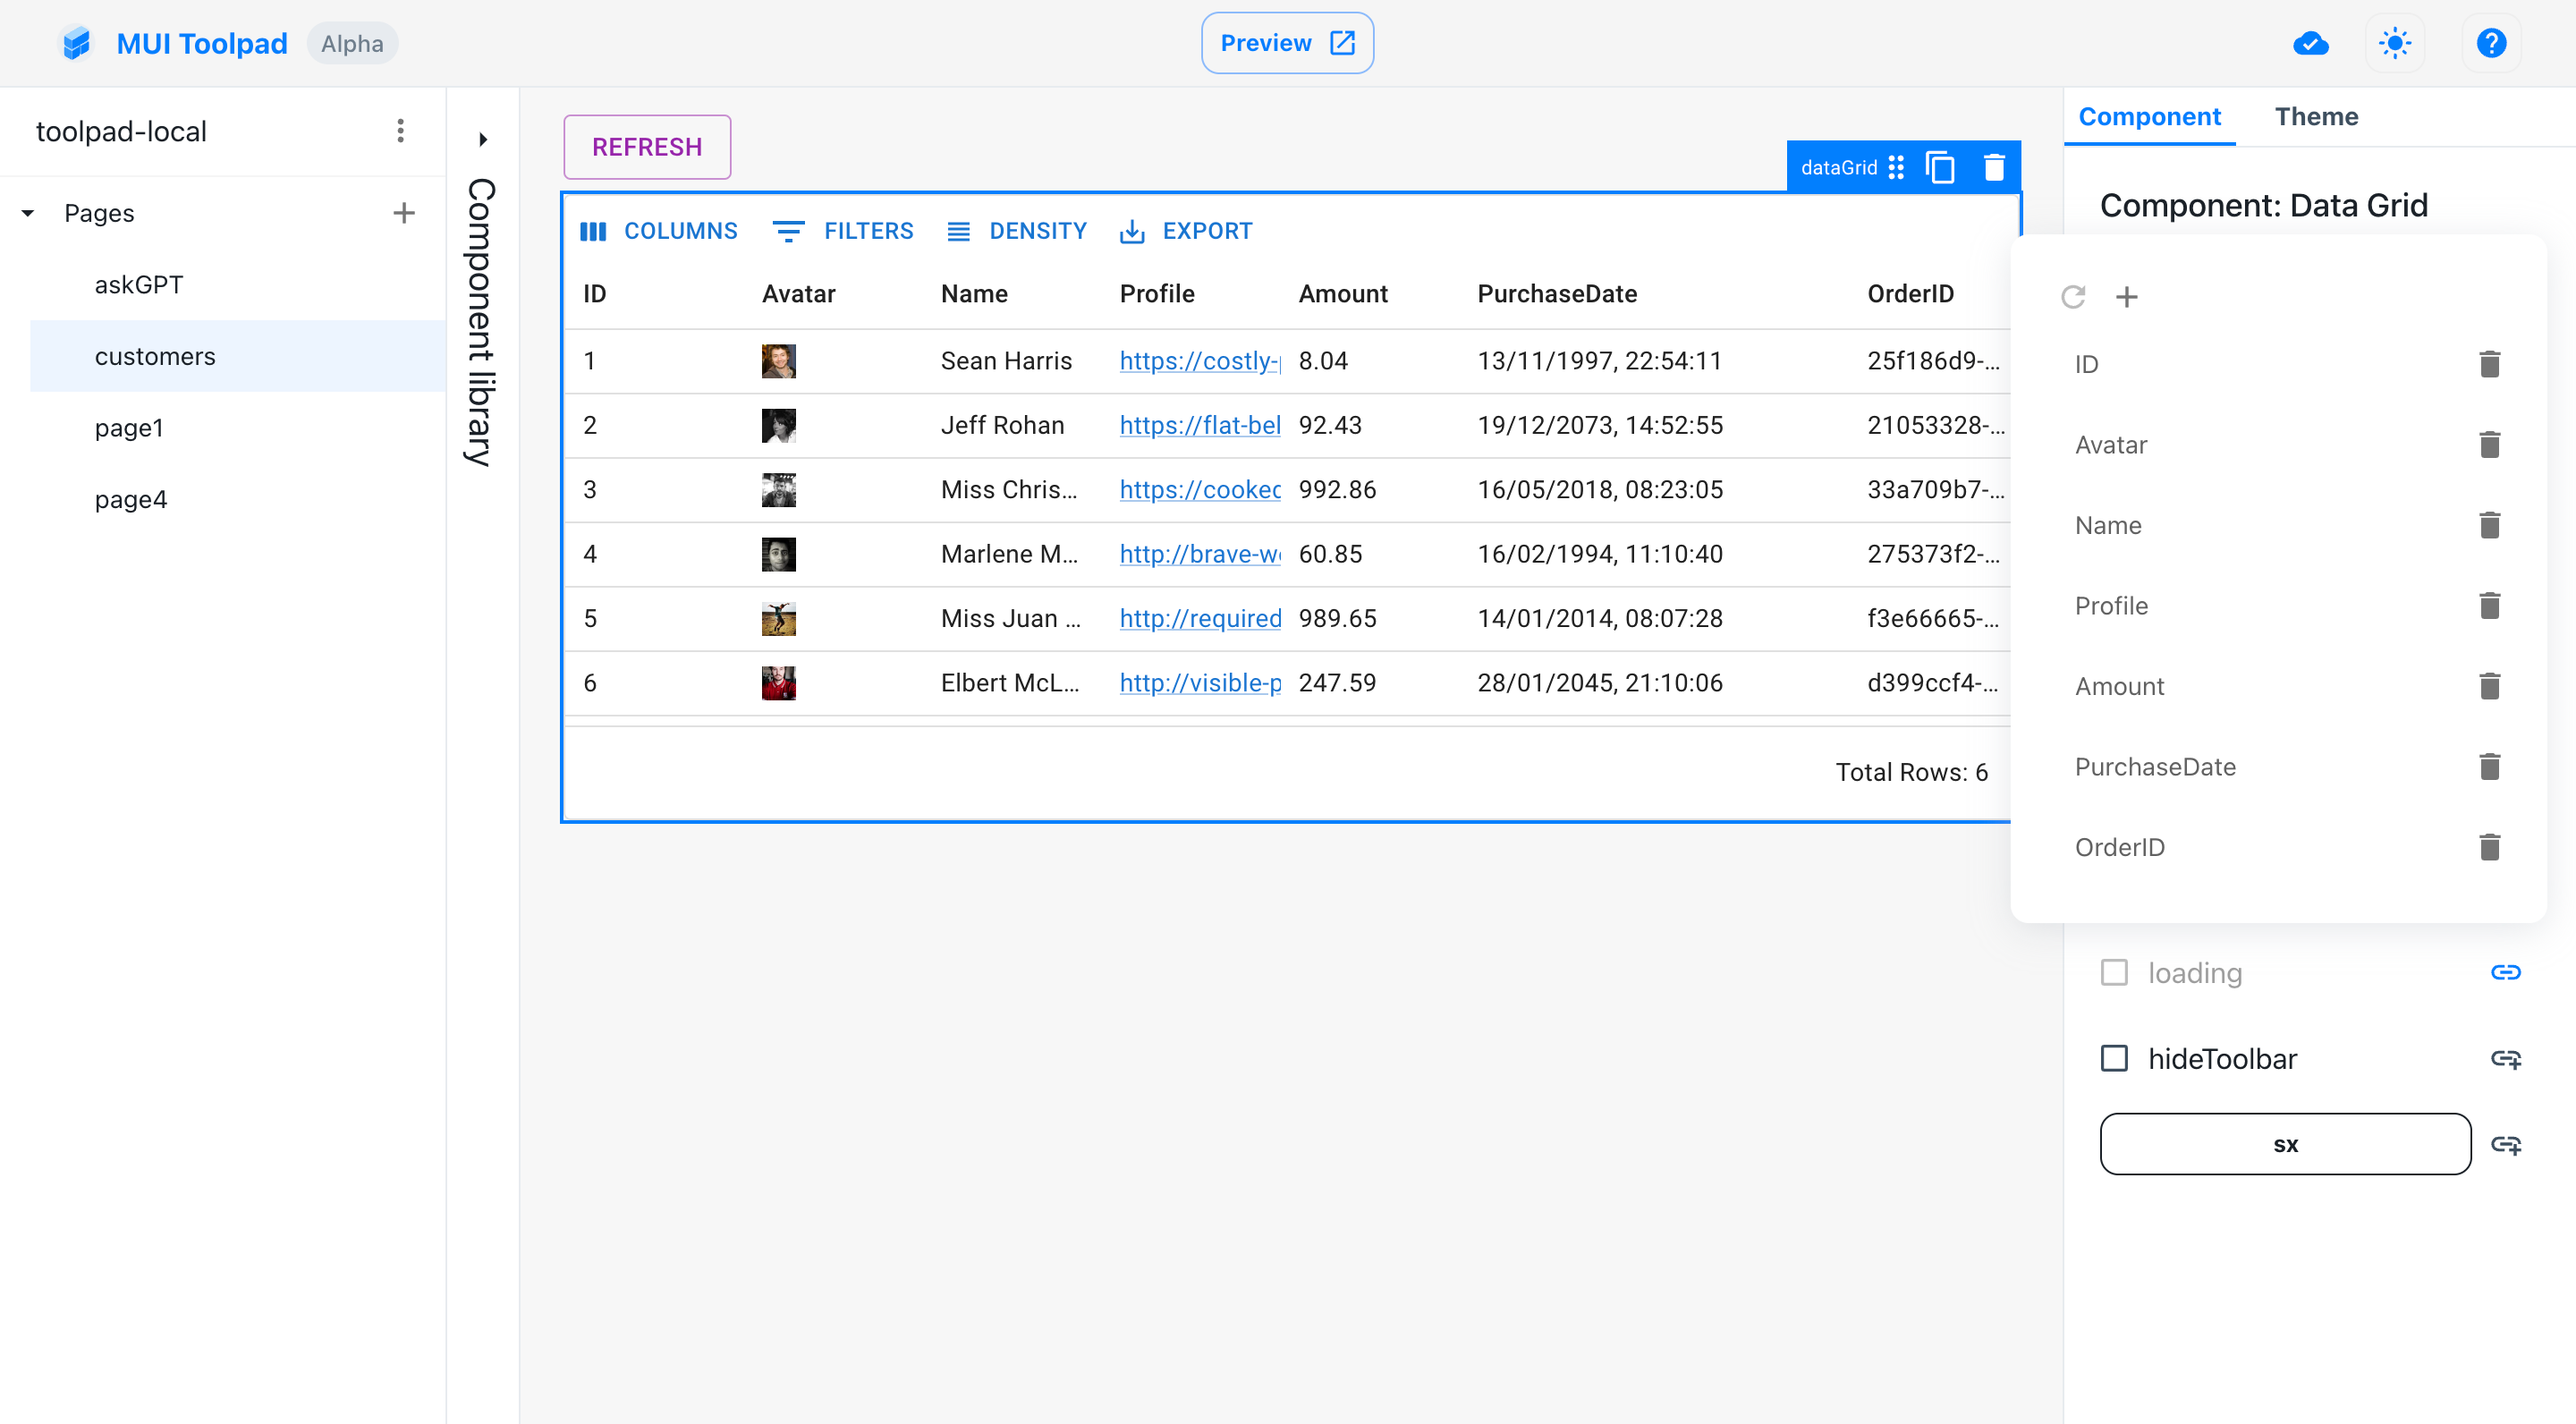 MUI Toolpad Alpha
Preview
toolpad-local
Pages
askGPT
customers
page1
page4
Component library
REFRESH
dataGrid
COLUMNS FILTERS DENSITY EXPORT
ID Avatar Name Profile Amount PurchaseDate OrderID
1 Sean Harris https://costly- 8.04 13/11/1997, 22:54:11 25f186d9-...
2 Jeff Rohan https://flat-bel 92.43 19/12/2073, 14:52:55 21053328-...
3 Miss Chris... https://cooked 992.86 16/05/2018, 08:23:05 33a709b7-...
4 Marlene M... http://brave-w 60.85 16/02/1994, 11:10:40 275373f2-...
5 Miss Juan ... http://required 989.65 14/01/2014, 08:07:28 f3e66665-...
6 Elbert McL... http://visible-p 247.59 28/01/2045, 21:10:06 d399ccf4-...
Total Rows: 6
Component Theme
Component: Data Grid
ID
Avatar
Name
Profile
Amount
PurchaseDate
OrderID
loading
hideToolbar
sx